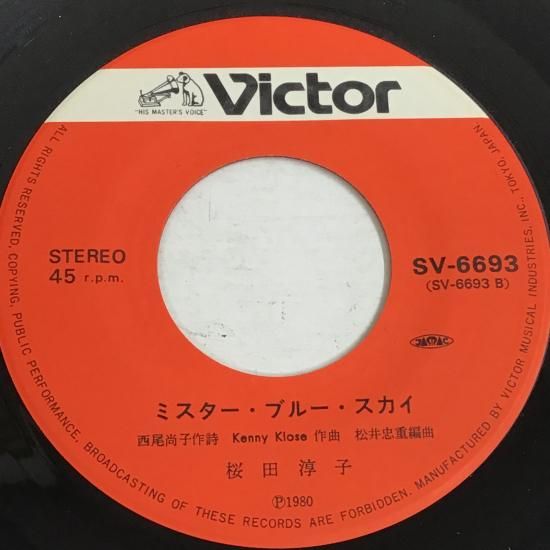 Victor
"HIS MASTER'S VOICE"
STEREO
45 r.p.m.
SV-6693
(SV-6693 B)
JASRAC
ミスター・ブルー・スカイ
西尾尚子作詩 Kenny Klose 作曲 松井忠重編曲
桜田淳子
Ⓟ1980
ALL RIGHTS RESERVED. COPYING, PUBLIC PERFORMANCE, BROADCASTING OF THESE RECORDS ARE FORBIDDEN. MANUFACTURED BY VICTOR MUSICAL INDUSTRIES, INC., TOKYO, JAPAN